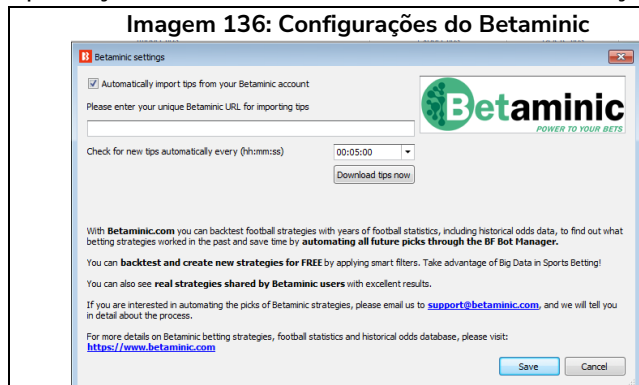 Imagem 136: Configurações do Betaminic
Betaminic settings
Automatically import tips from your Betaminic account
Please enter your unique Betaminic URL for importing tips
Betaminic
POWER TO YOUR BETS
Check for new tips automatically every (hh:mm:ss)
00:05:00
Download tips now
With Betaminic.com you can backtest football strategies with years of football statistics, including historical odds data, to find out what
betting strategies worked in the past and save time by automating all future picks through the BF Bot Manager.
You can backtest and create new strategies for FREE by applying smart filters. Take advantage of Big Data in Sports Betting!
You can also see real strategies shared by Betaminic users with excellent results.
If you are interested in automating the picks of Betaminic strategies, please email us to support@betaminic.com, and we will tell you
in detail about the process.
For more details on Betaminic betting strategies, football statistics and historical odds database, please visit:
https://www.betaminic.com
Save
Cancel